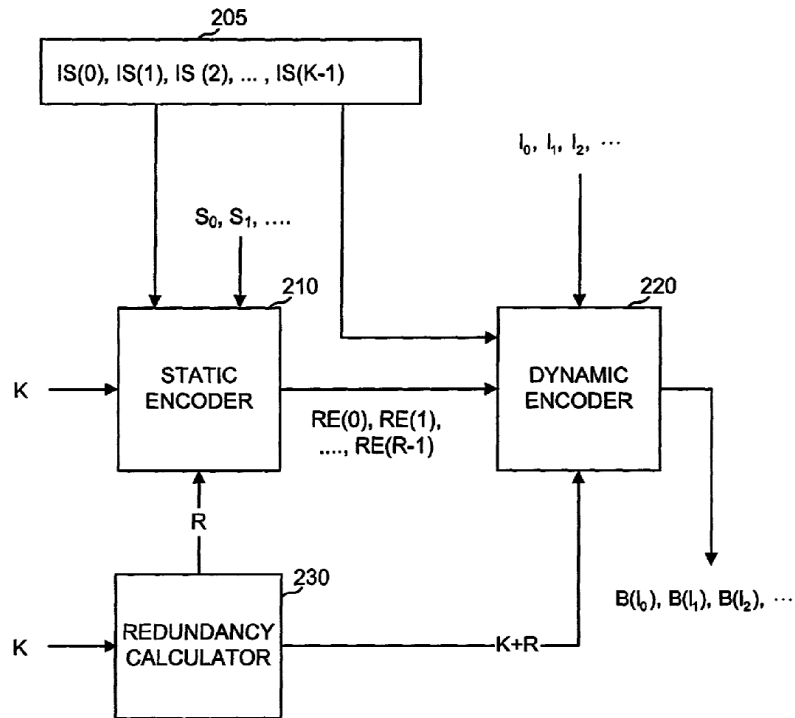 205
IS(0), IS(1), IS (2), ... , IS(K-1)
I₀, I₁, I₂, ...
S₀, S₁, ....
210
220
STATIC
ENCODER
DYNAMIC
ENCODER
K
RE(0), RE(1),
...., RE(R-1)
R
230
B(I₀), B(I₁), B(I₂), ...
K
REDUNDANCY
CALCULATOR
K+R